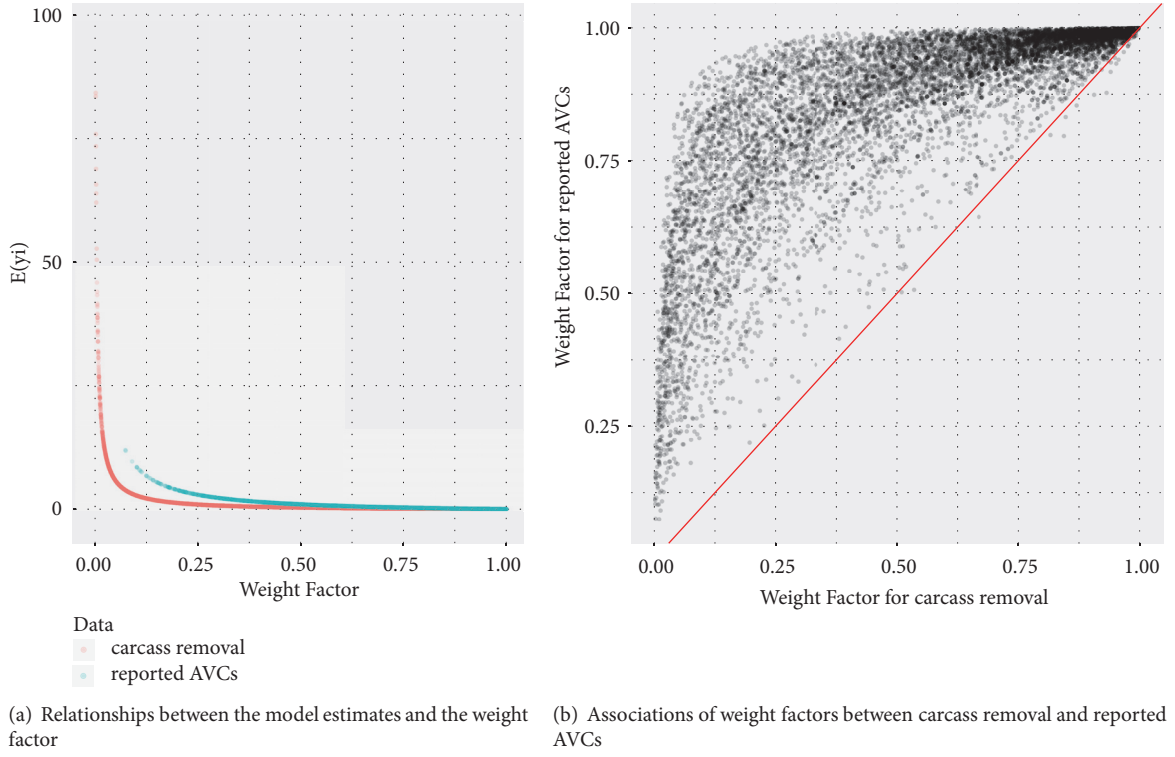 100
50
0
E(yi)
0.00 0.25 0.50 0.75 1.00
Weight Factor
Data
carcass removal
reported AVCs
(a) Relationships between the model estimates and the weight
factor
1.00
0.75
0.50
0.25
Weight Factor for reported AVCs
0.00 0.25 0.50 0.75 1.00
Weight Factor for carcass removal
(b) Associations of weight factors between carcass removal and reported
AVCs